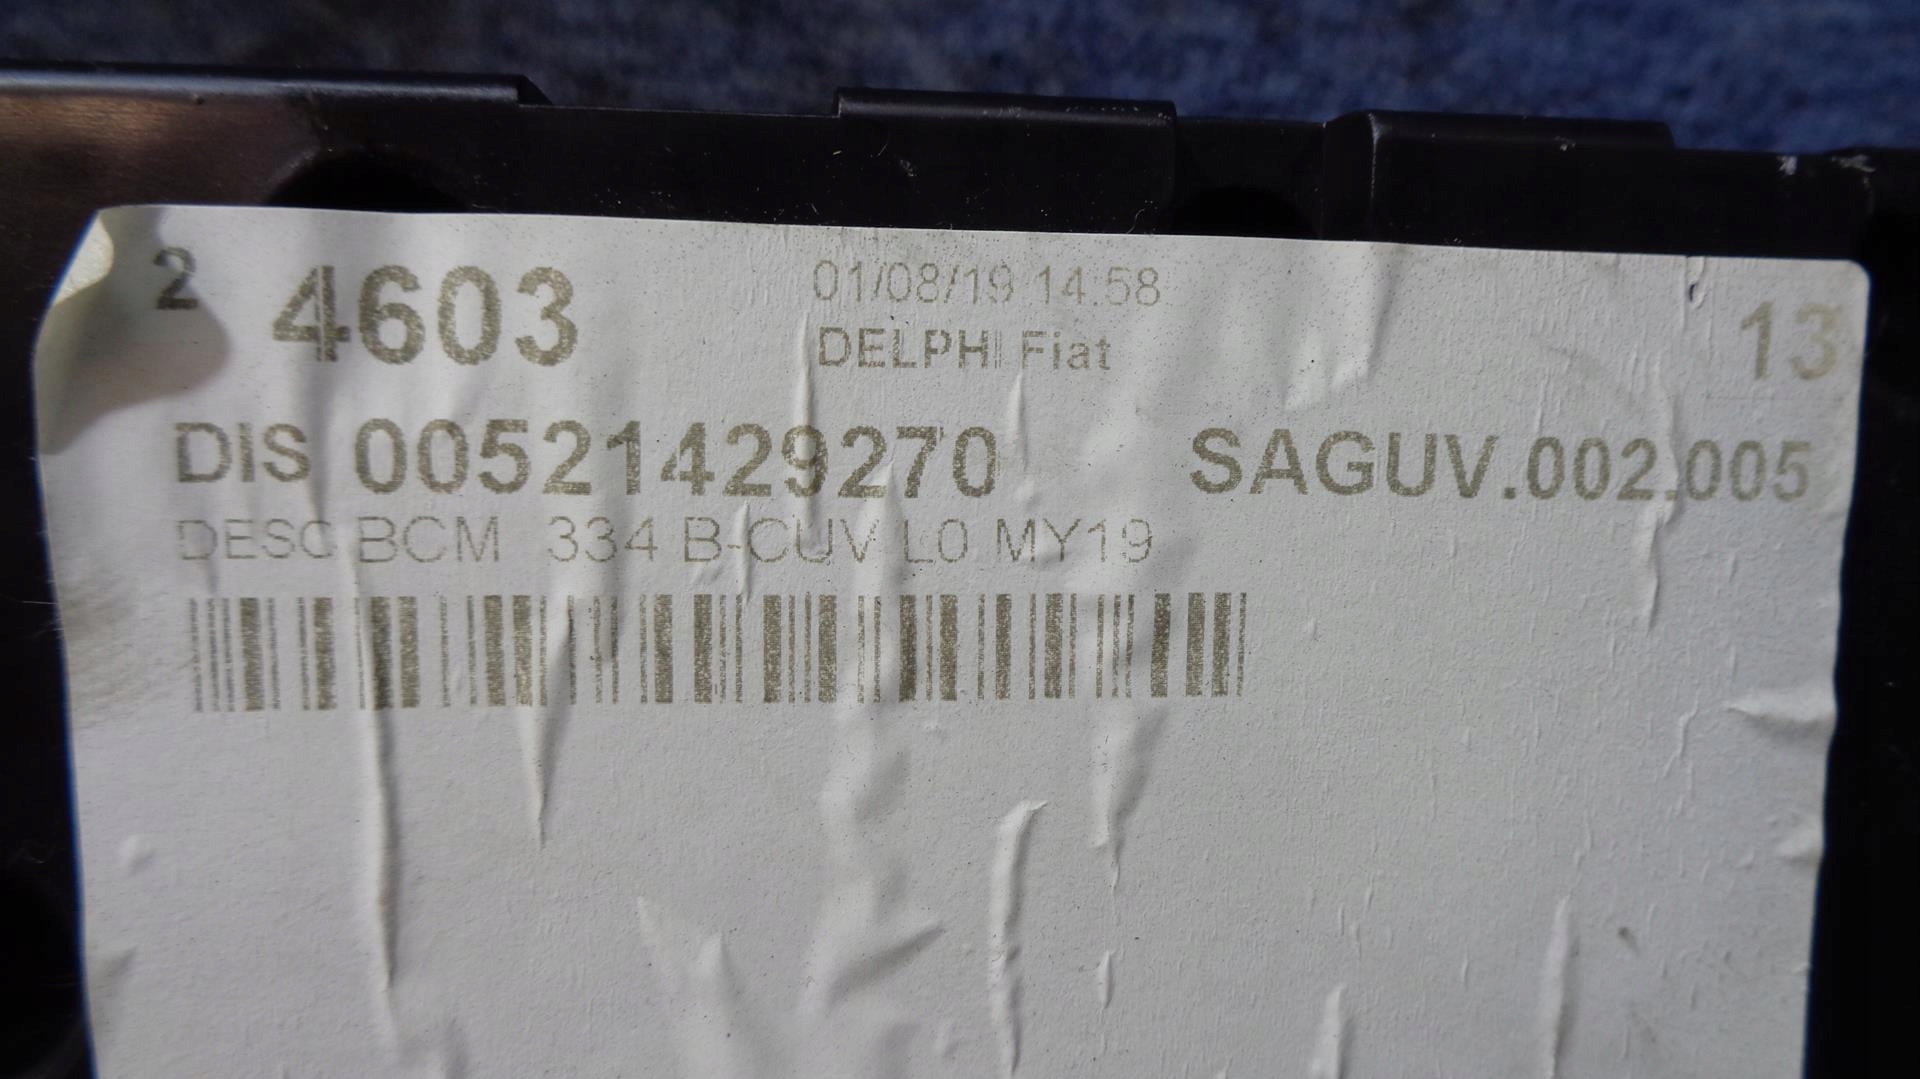 2 4603 01/08/19 14:58 13
DELPHI Fiat
DIS 00521429270 SAGUV.002.005
DESC BCM 334 B-CUV L0 MY19